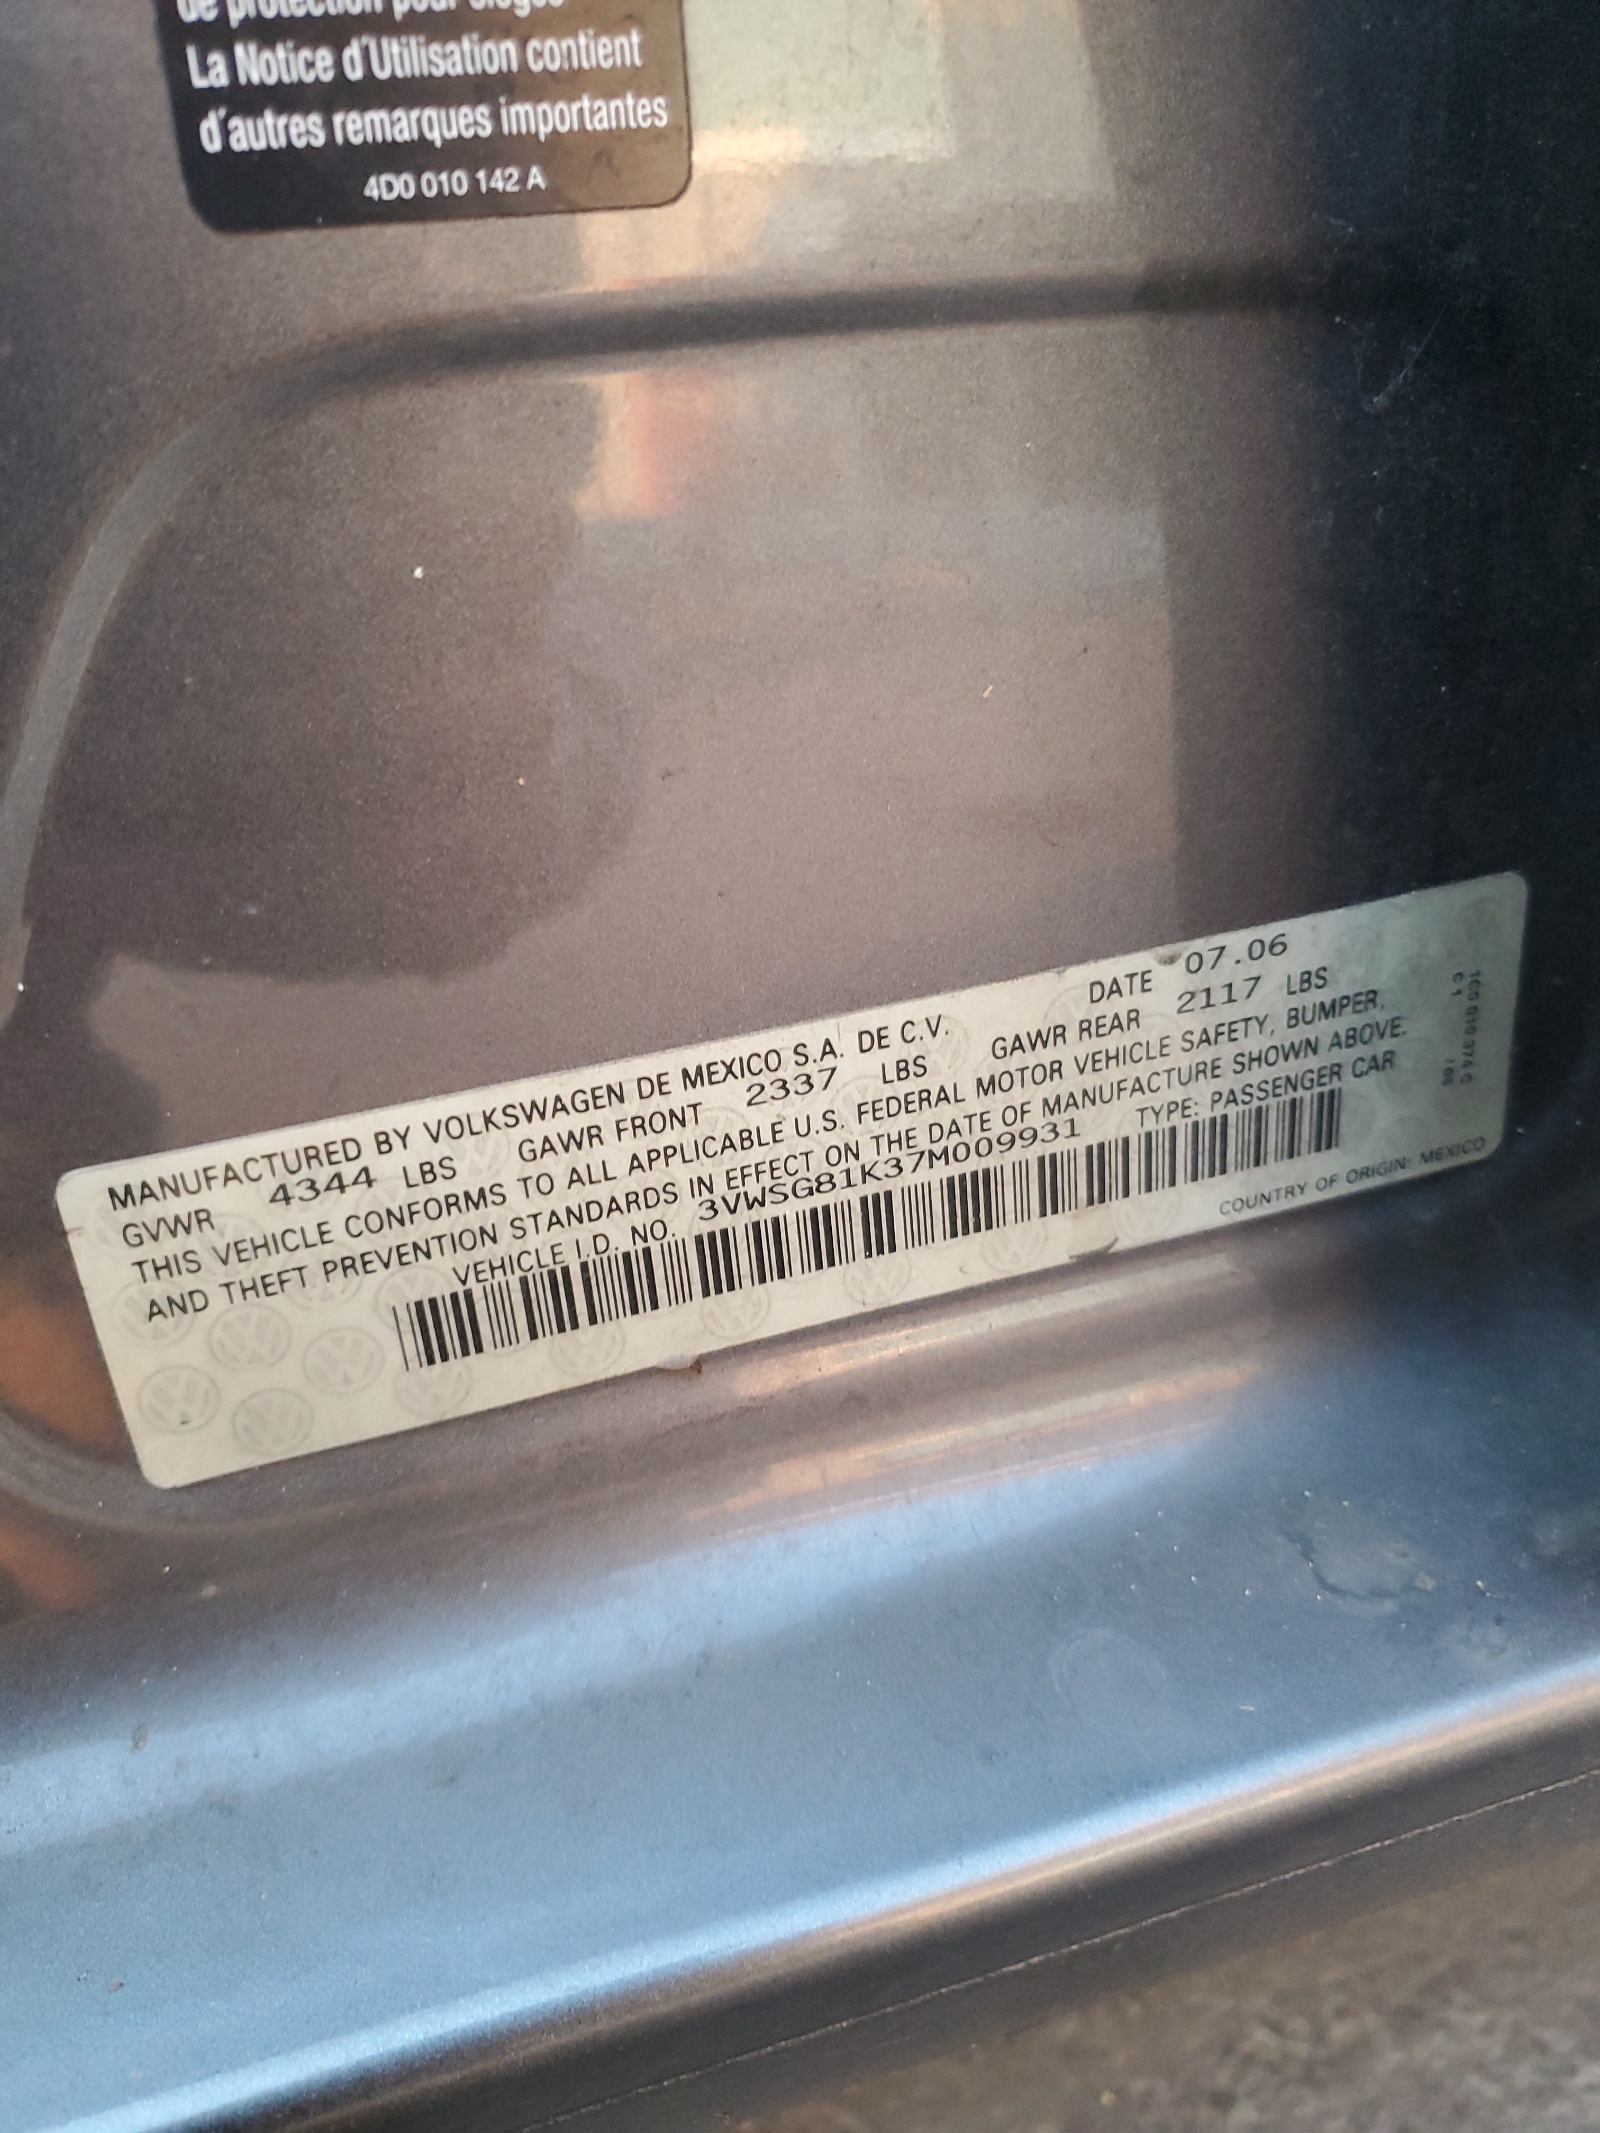 La Notice d'Utilisation contient
d'autres remarques importantes
4D0 010 142 A
MANUFACTURED BY VOLKSWAGEN DE MEXICO S.A. DE C.V. DATE 07.06
GVWR 4344 LBS GAWR FRONT 2337 LBS GAWR REAR 2117 LBS
THIS VEHICLE CONFORMS TO ALL APPLICABLE U.S. FEDERAL MOTOR VEHICLE SAFETY, BUMPER,
AND THEFT PREVENTION STANDARDS IN EFFECT ON THE DATE OF MANUFACTURE SHOWN ABOVE.
VEHICLE I.D. NO. 3VWSG81K37M009931 TYPE: PASSENGER CAR
COUNTRY OF ORIGIN: MEXICO